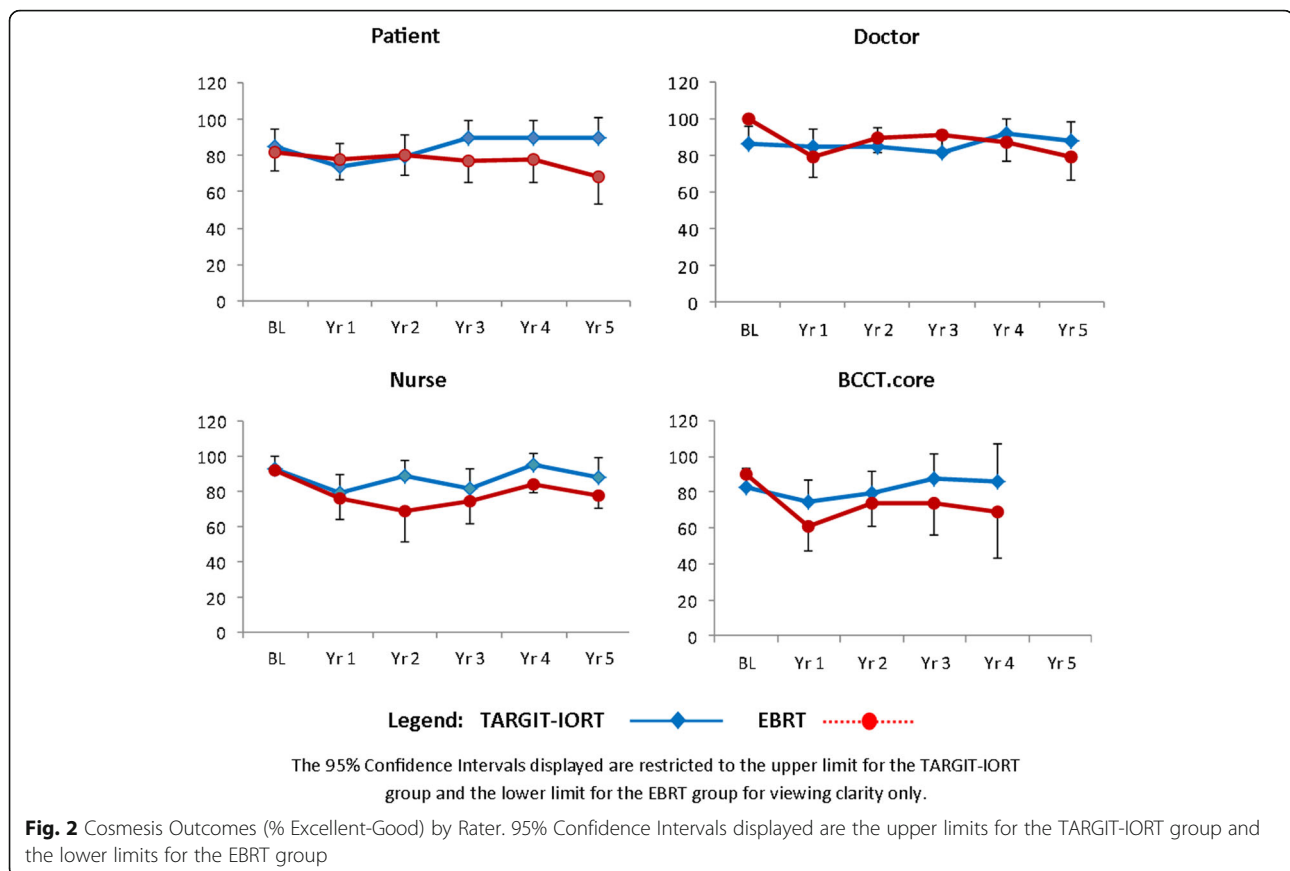 Patient
Doctor
120
100
80
60
40
20
0
BL Yr 1 Yr 2 Yr 3 Yr 4 Yr 5
120
100
80
60
40
20
0
BL Yr 1 Yr 2 Yr 3 Yr 4 Yr 5
Nurse
BCCT.core
120
100
80
60
40
20
0
BL Yr 1 Yr 2 Yr 3 Yr 4 Yr 5
120
100
80
60
40
20
0
BL Yr 1 Yr 2 Yr 3 Yr 4 Yr 5
Legend: TARGIT-IORT EBRT
The 95% Confidence Intervals displayed are restricted to the upper limit for the TARGIT-IORT
group and the lower limit for the EBRT group for viewing clarity only.
Fig. 2 Cosmesis Outcomes (% Excellent-Good) by Rater. 95% Confidence Intervals displayed are the upper limits for the TARGIT-IORT group and
the lower limits for the EBRT group